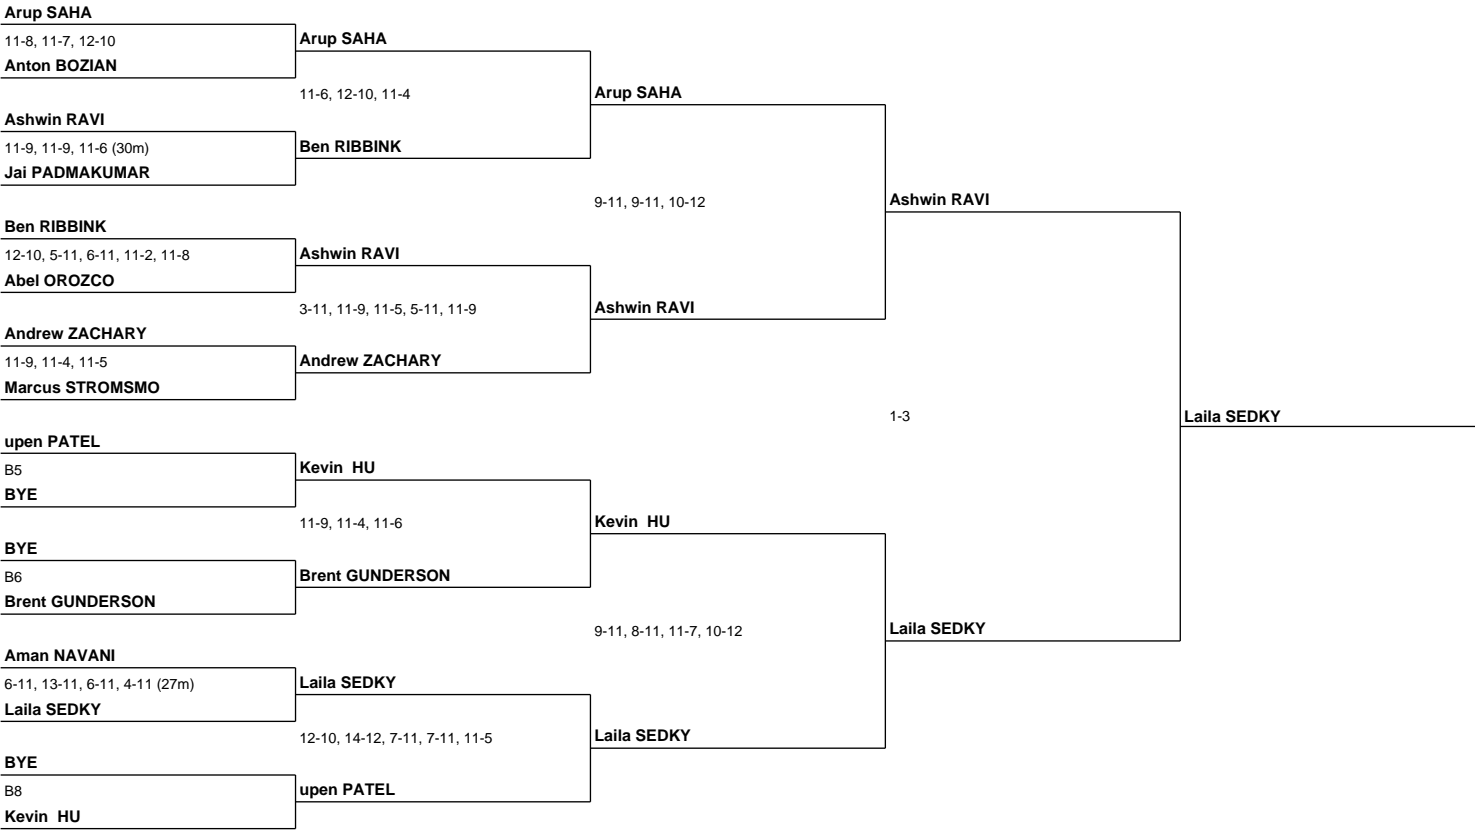 Arup SAHA
11-8, 11-7, 12-10
Anton BOZIAN
Ashwin RAVI
11-9, 11-9, 11-6 (30m)
Jai PADMAKUMAR
Ben RIBBINK
12-10, 5-11, 6-11, 11-2, 11-8
Abel OROZCO
Andrew ZACHARY
11-9, 11-4, 11-5
Marcus STROMSMO
upen PATEL
B5
BYE
BYE
B6
Brent GUNDERSON
Aman NAVANI
6-11, 13-11, 6-11, 4-11 (27m)
Laila SEDKY
BYE
B8
Kevin  HU
Arup SAHA
11-6, 12-10, 11-4
Ben RIBBINK
Ashwin RAVI
3-11, 11-9, 11-5, 5-11, 11-9
Andrew ZACHARY
Kevin  HU
11-9, 11-4, 11-6
Brent GUNDERSON
Laila SEDKY
12-10, 14-12, 7-11, 7-11, 11-5
upen PATEL
Arup SAHA
9-11, 9-11, 10-12
Ashwin RAVI
Kevin  HU
9-11, 8-11, 11-7, 10-12
Laila SEDKY
Ashwin RAVI
1-3
Laila SEDKY
Laila SEDKY